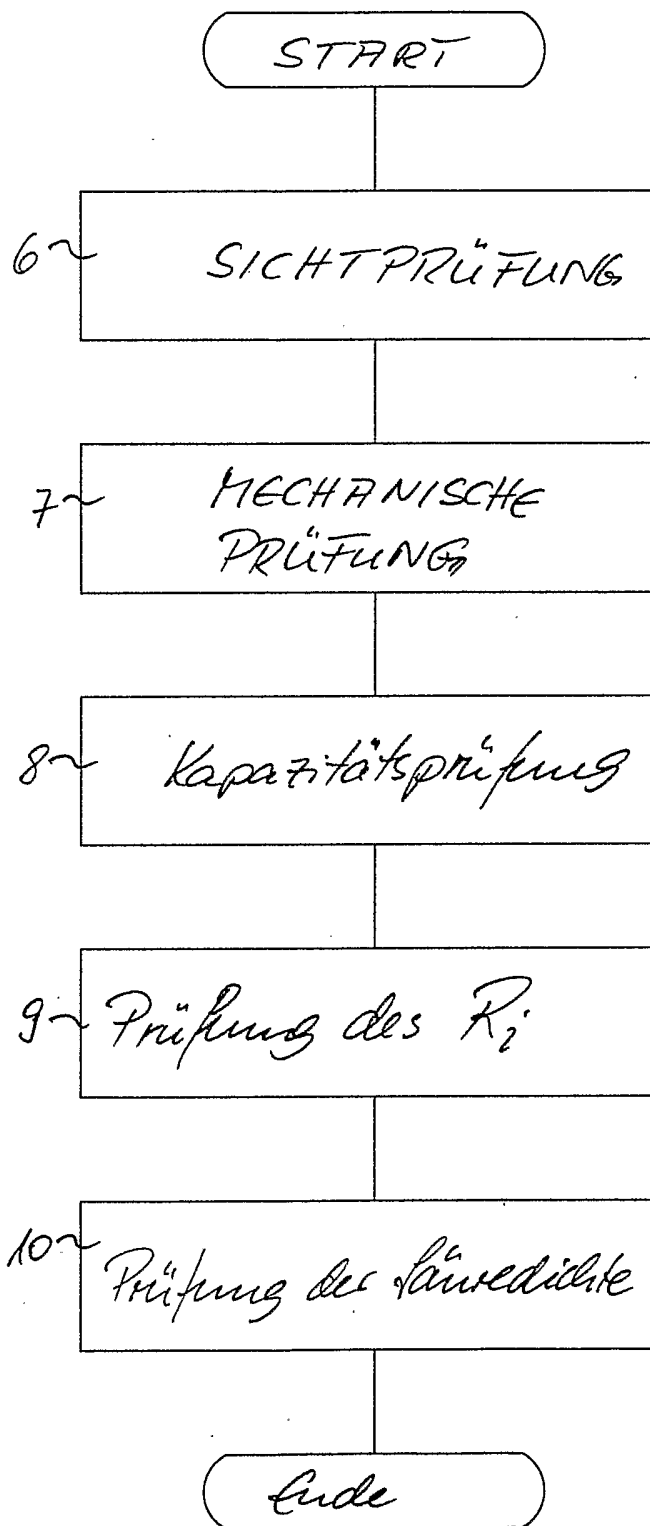 START
6 SICHTPRÜFUNG
7 MECHANISCHE
PRÜFUNG
8 Kapazitätsprüfung
9 Prüfung des Ri
10 Prüfung der Säuredichte
Ende